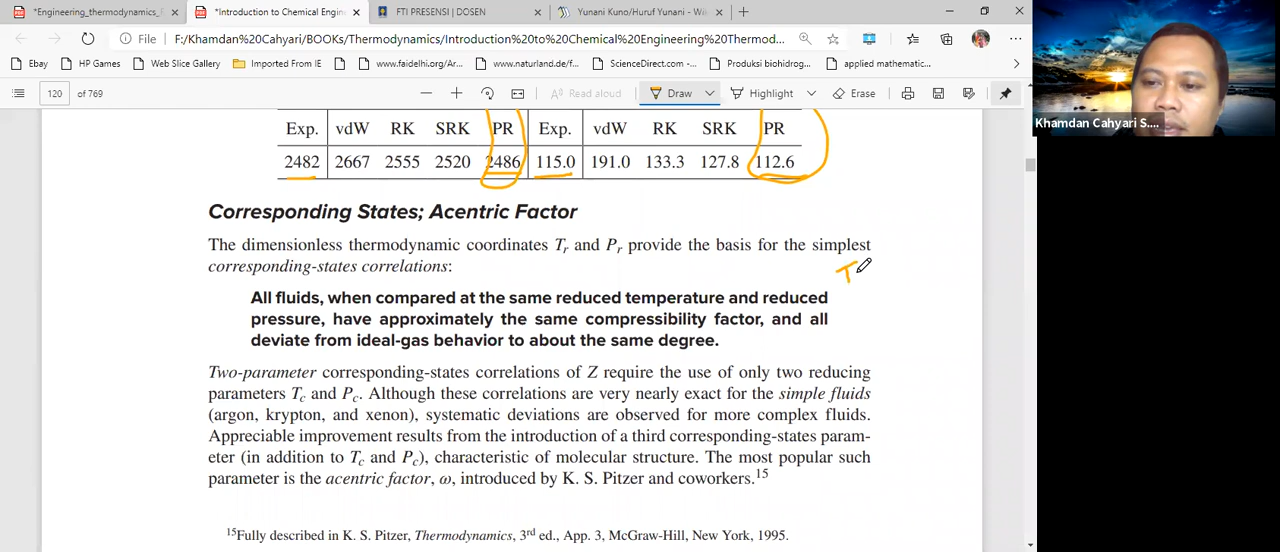 *Engineering_thermodynamics_
*Introduction to Chemical Engine
FTI PRESENSI | DOSEN
Yunani Kuno/Huruf Yunani - Wik
File
F:/Khamdan%20Cahyari/BOOKs/Thermodynamics/Introduction%20to%20Chemical%20Engineering%20Thermod...
Ebay
HP Games
Web Slice Gallery
Imported From IE
www.faidelhi.org/Ar...
www.naturland.de/f...
ScienceDirect.com -...
Produksi biohidrog...
applied mathematic...
120 of 769
Read aloud
Draw
Highlight
Erase
Khamdan Cahyari S....
Exp. vdW RK SRK PR Exp. vdW RK SRK PR
2482 2667 2555 2520 2486 115.0 191.0 133.3 127.8 112.6
Corresponding States; Acentric Factor
The dimensionless thermodynamic coordinates Tr and Pr provide the basis for the simplest
corresponding-states correlations:
T
All fluids, when compared at the same reduced temperature and reduced
pressure, have approximately the same compressibility factor, and all
deviate from ideal-gas behavior to about the same degree.
Two-parameter corresponding-states correlations of Z require the use of only two reducing
parameters Tc and Pc. Although these correlations are very nearly exact for the simple fluids
(argon, krypton, and xenon), systematic deviations are observed for more complex fluids.
Appreciable improvement results from the introduction of a third corresponding-states param-
eter (in addition to Tc and Pc), characteristic of molecular structure. The most popular such
parameter is the acentric factor, ω, introduced by K. S. Pitzer and coworkers.15
15Fully described in K. S. Pitzer, Thermodynamics, 3rd ed., App. 3, McGraw-Hill, New York, 1995.